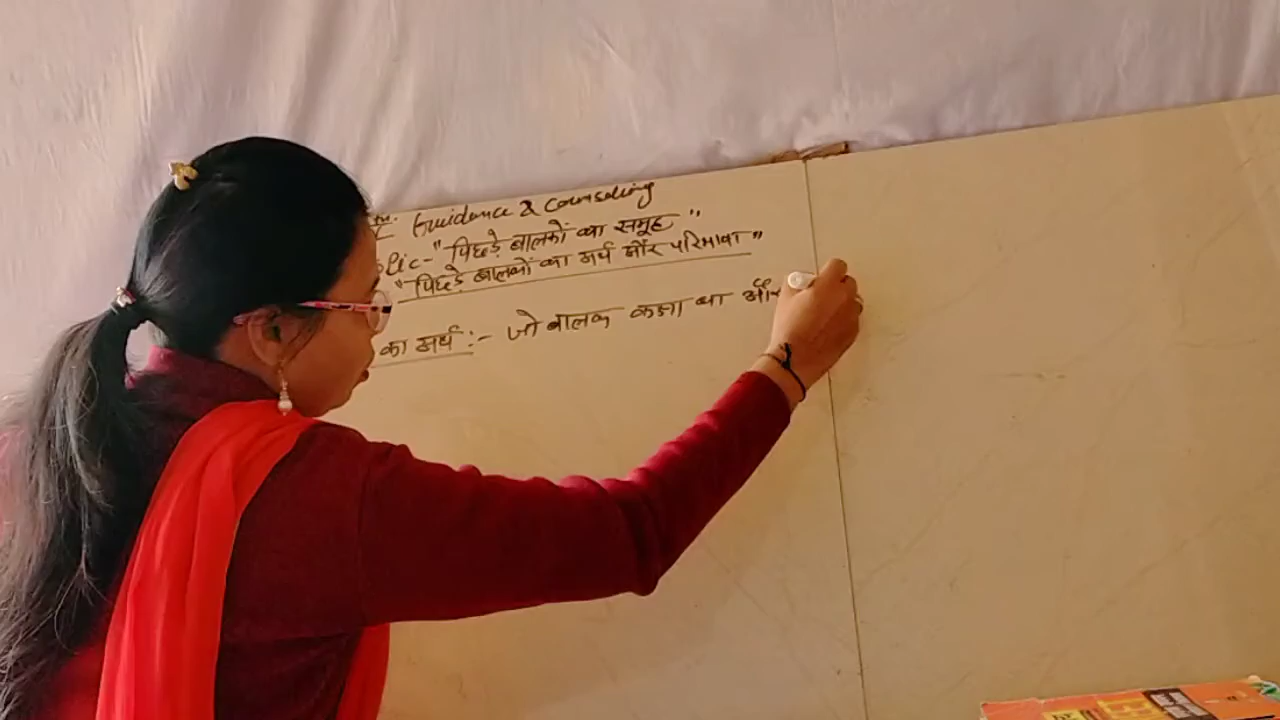 Guidance & Counseling
"पिछड़े बालकों का समूह"
"पिछड़े बालकों का अर्थ और परिभाषा"
का अर्थ :- जो बालक कक्षा का और